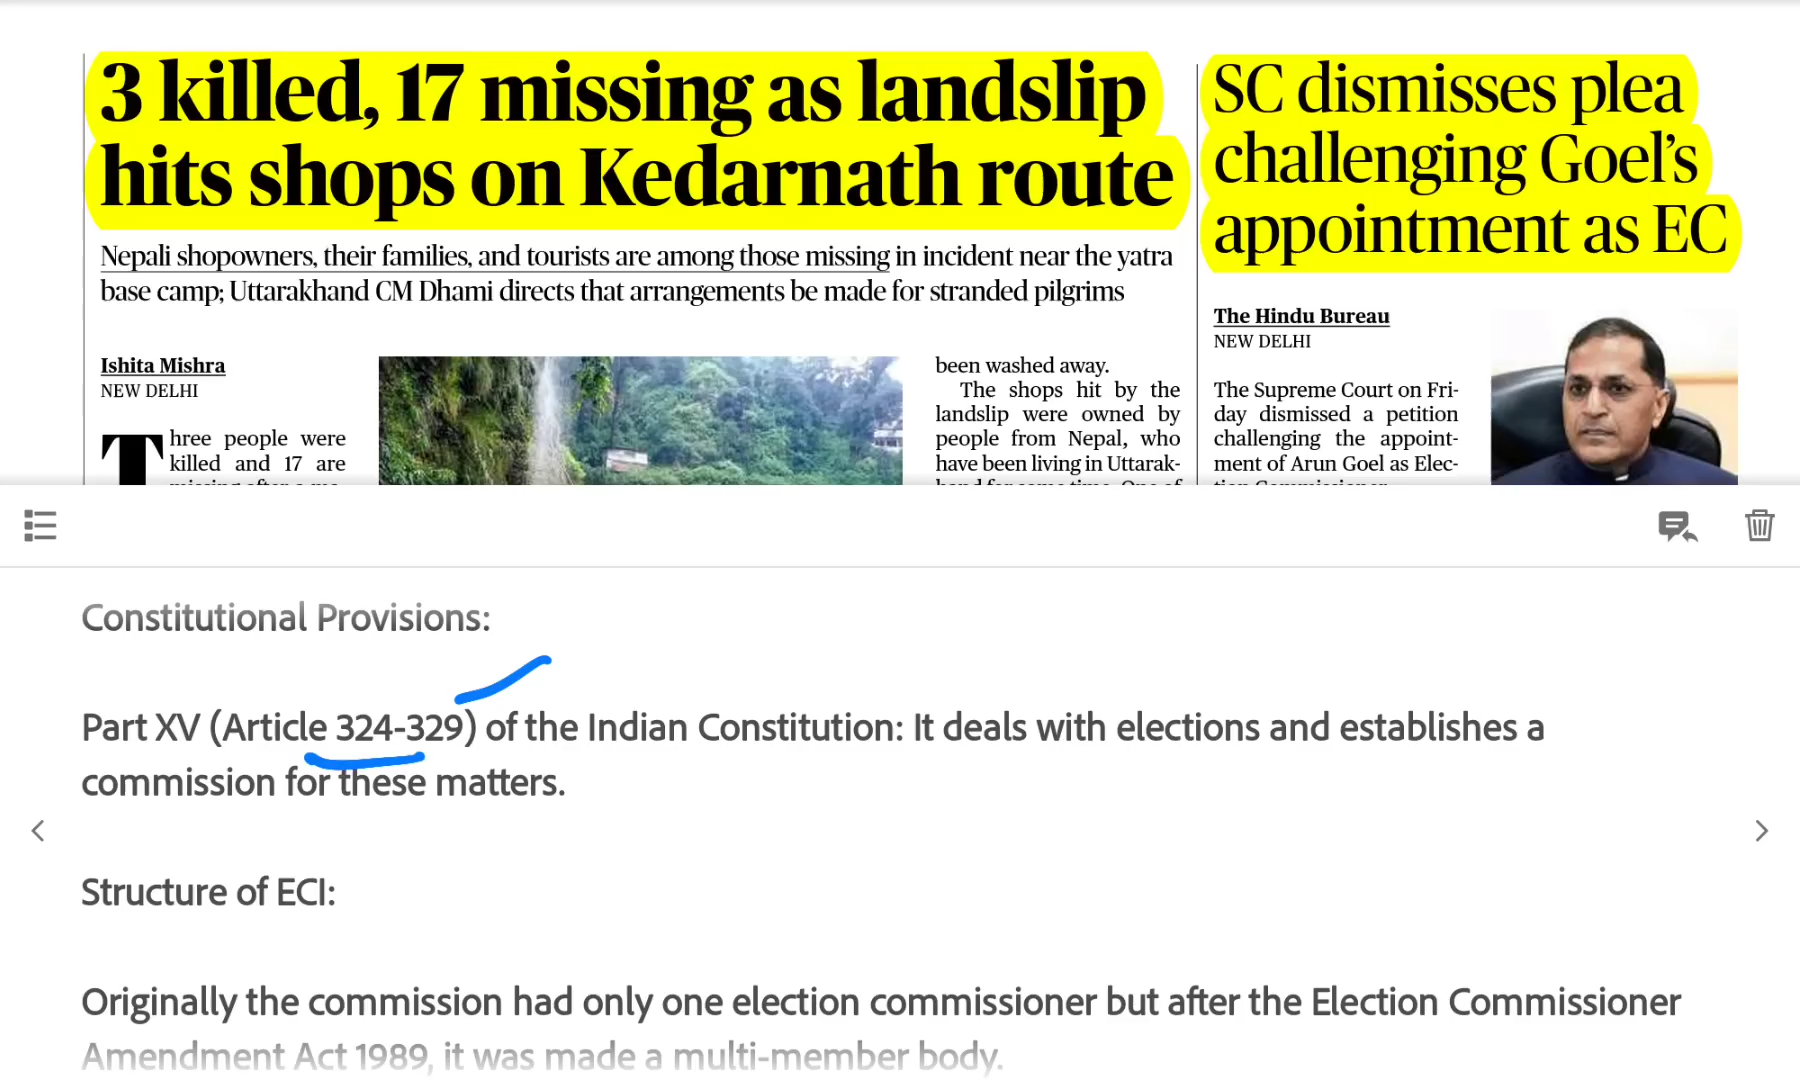 3 killed, 17 missing as landslip
hits shops on Kedarnath route
Nepali shopowners, their families, and tourists are among those missing in incident near the yatra
base camp; Uttarakhand CM Dhami directs that arrangements be made for stranded pilgrims
Ishita Mishra
NEW DELHI
Three people were
killed and 17 are
been washed away.
The shops hit by the
landslip were owned by
people from Nepal, who
have been living in Uttarak-
SC dismisses plea
challenging Goel's
appointment as EC
The Hindu Bureau
NEW DELHI
The Supreme Court on Fri-
day dismissed a petition
challenging the appoint-
ment of Arun Goel as Elec-
Constitutional Provisions:
Part XV (Article 324-329) of the Indian Constitution: It deals with elections and establishes a
commission for these matters.
Structure of ECI:
Originally the commission had only one election commissioner but after the Election Commissioner
Amendment Act 1989, it was made a multi-member body.